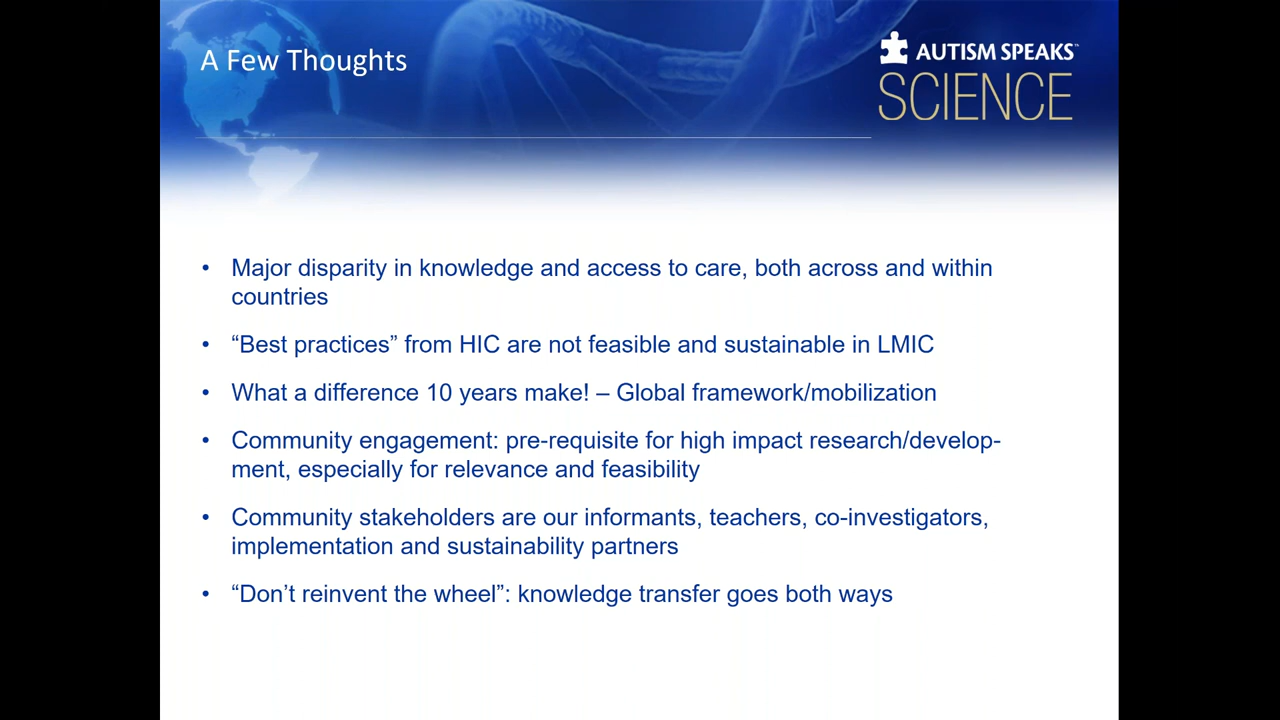 A Few Thoughts
AUTISM SPEAKS™
SCIENCE
• Major disparity in knowledge and access to care, both across and within
countries
• “Best practices” from HIC are not feasible and sustainable in LMIC
• What a difference 10 years make! – Global framework/mobilization
• Community engagement: pre-requisite for high impact research/develop-
ment, especially for relevance and feasibility
• Community stakeholders are our informants, teachers, co-investigators,
implementation and sustainability partners
• “Don’t reinvent the wheel”: knowledge transfer goes both ways